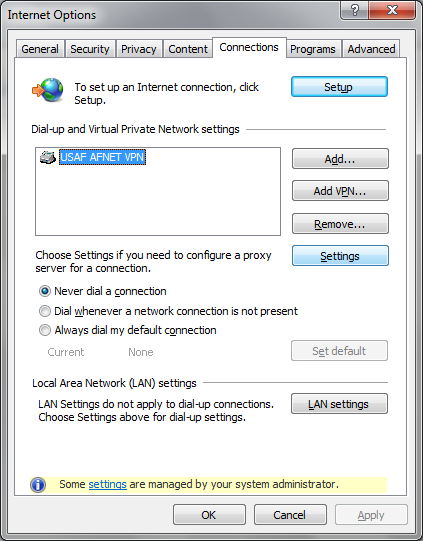 Internet Options
General Security Privacy Content Connections Programs Advanced
To set up an Internet connection, click
Setup.
Setup
Dial-up and Virtual Private Network settings
USAF AFNET VPN
Add...
Add VPN...
Remove...
Choose Settings if you need to configure a proxy
server for a connection.
Settings
Never dial a connection
Dial whenever a network connection is not present
Always dial my default connection
Current None
Set default
Local Area Network (LAN) settings
LAN Settings do not apply to dial-up connections.
Choose Settings above for dial-up settings.
LAN settings
Some settings are managed by your system administrator.
OK Cancel Apply